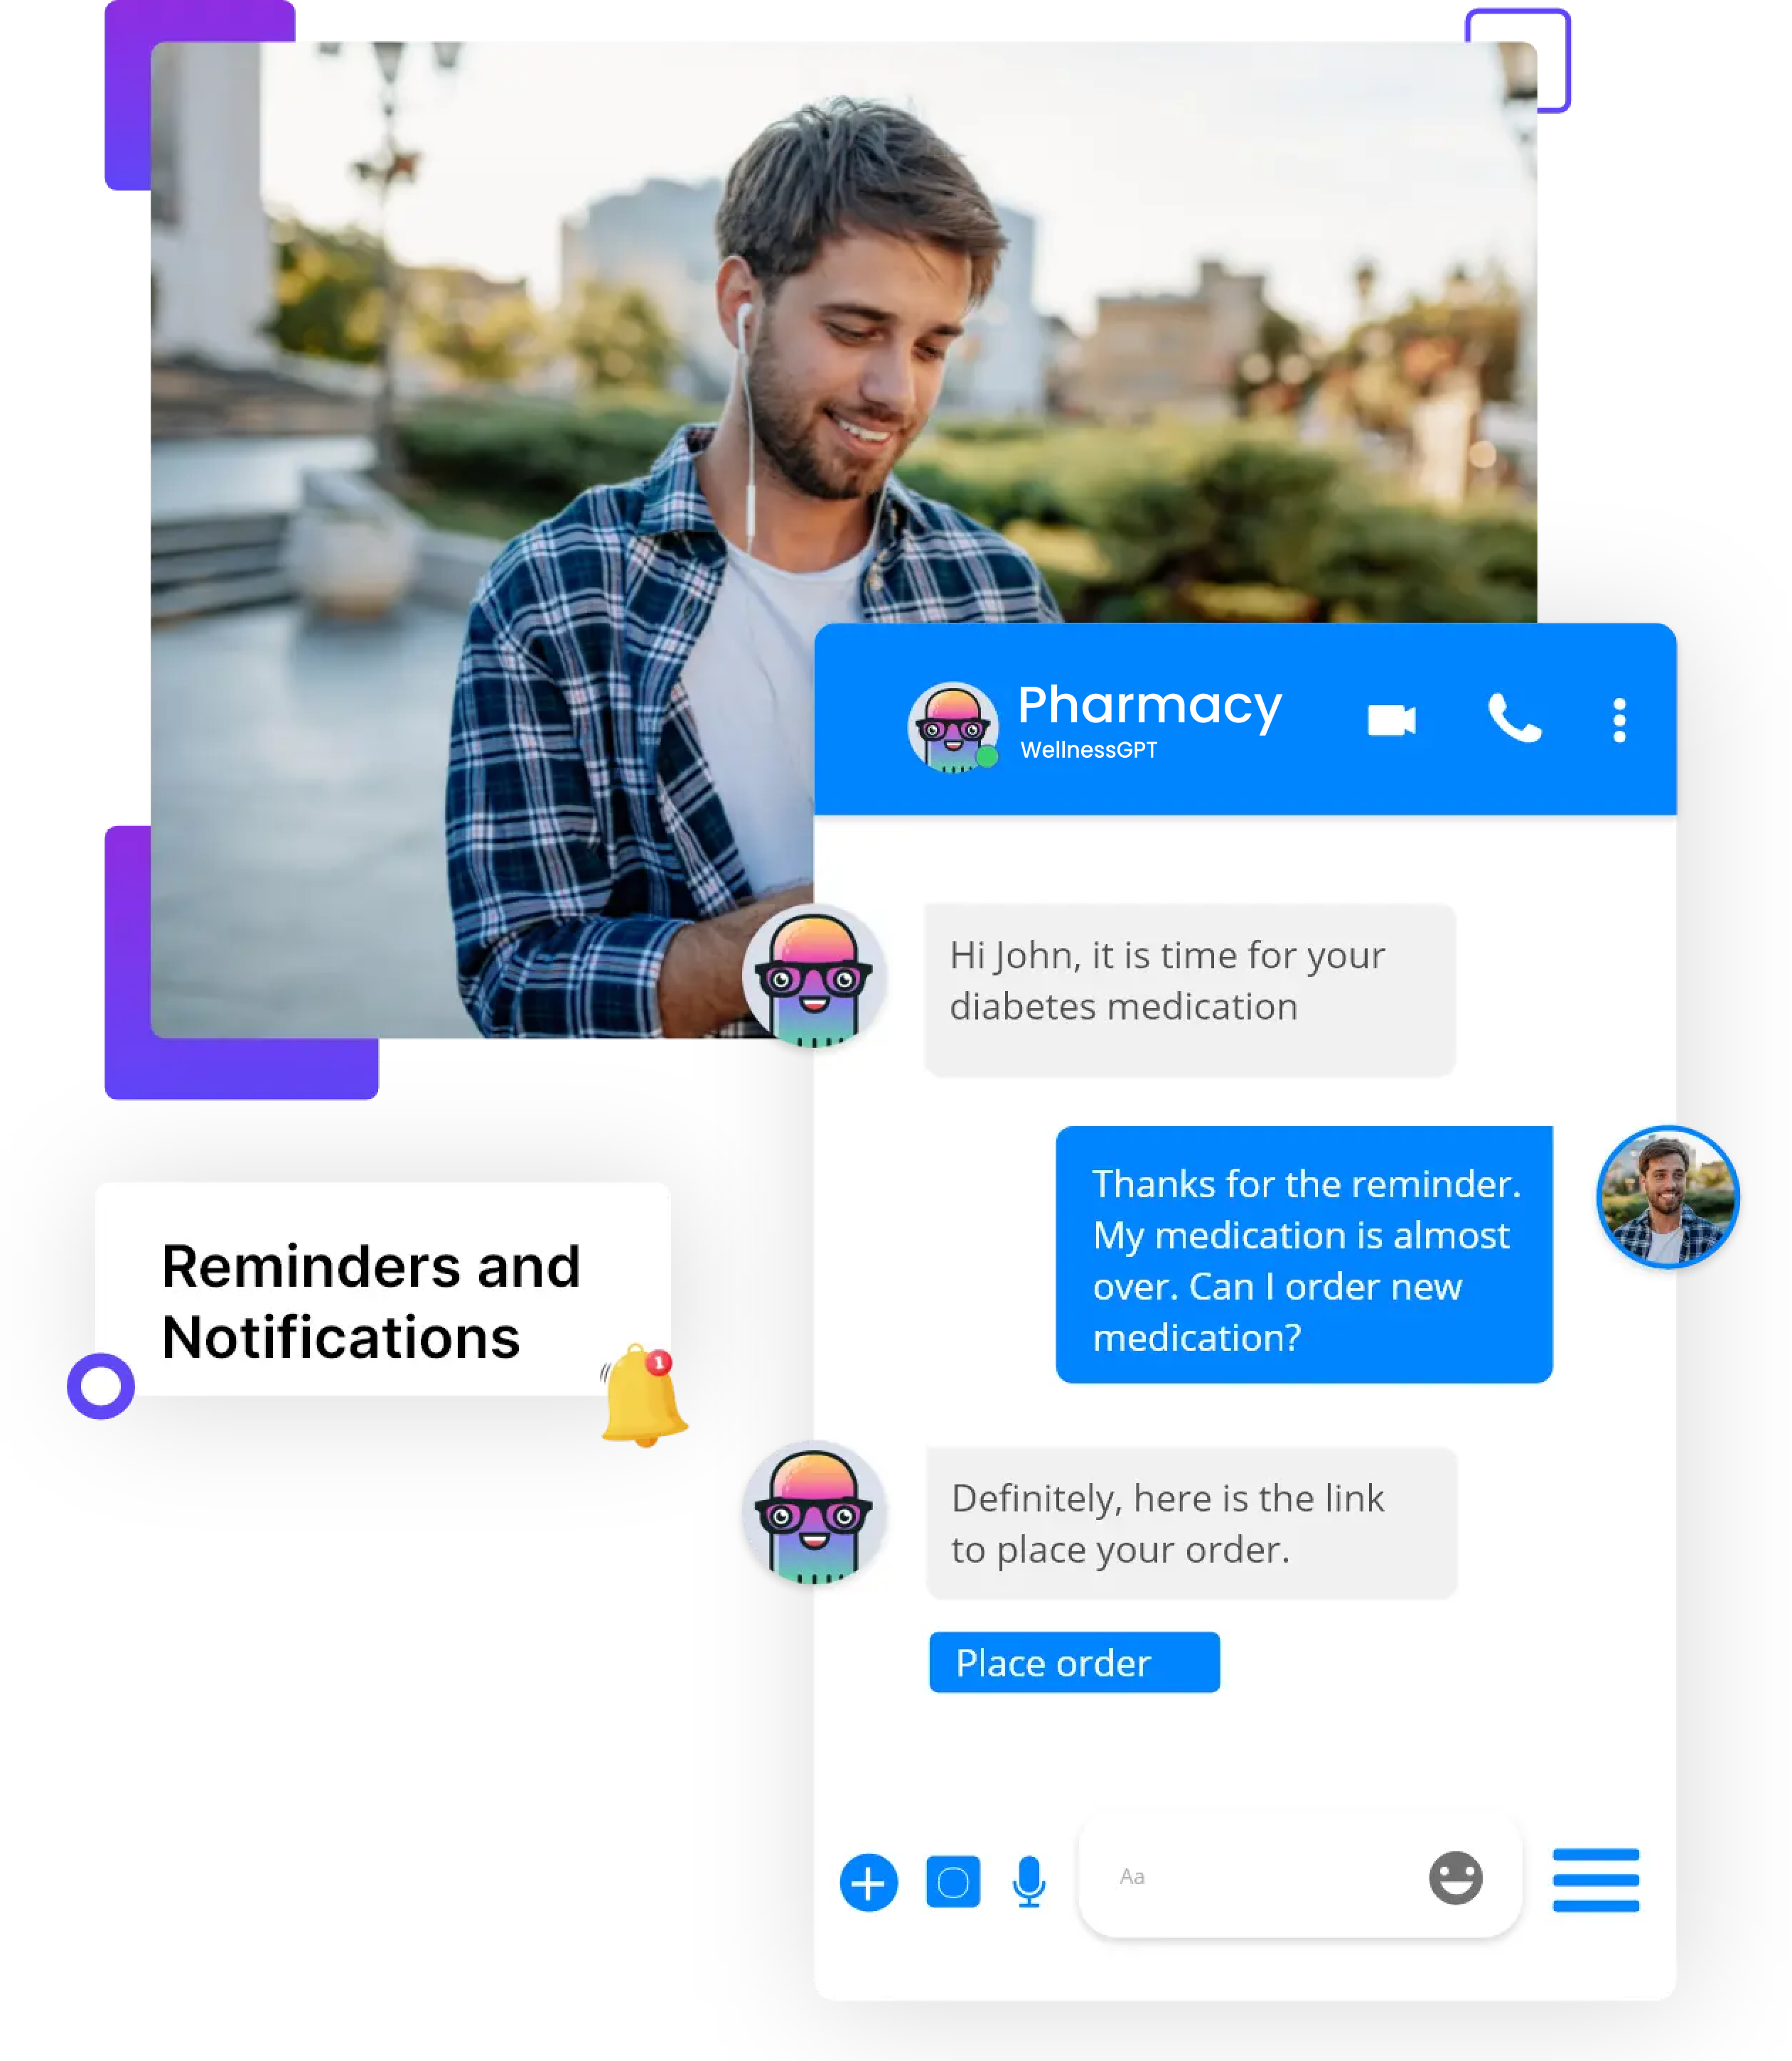 Pharmacy
WellnessGPT
Hi John, it is time for your
diabetes medication
Thanks for the reminder.
My medication is almost
over. Can I order new
medication?
Reminders and
Notifications
1
Definitely, here is the link
to place your order.
Place order
Aa